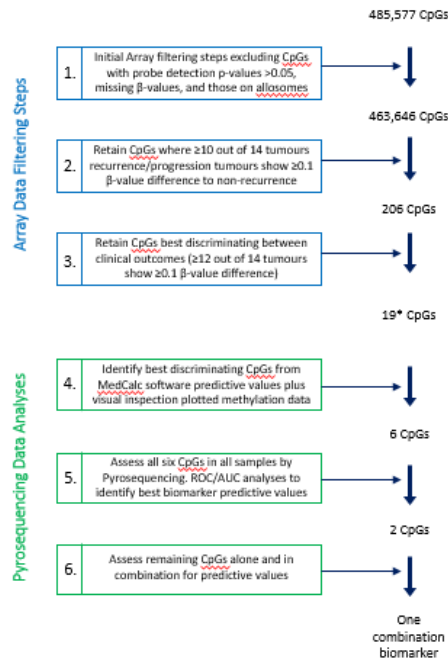 485,577 CpGs
Array Data Filtering Steps
1.
Initial Array filtering steps excluding CpGs
with probe detection p-values >0.05,
missing β-values, and those on allosomes
463,646 CpGs
2.
Retain CpGs where ≥10 out of 14 tumours
recurrence/progression tumours show ≥0.1
β-value difference to non-recurrence
206 CpGs
3.
Retain CpGs best discriminating between
clinical outcomes (≥12 out of 14 tumours
show ≥0.1 β-value difference)
19* CpGs
Pyrosequencing Data Analyses
4.
Identify best discriminating CpGs from
MedCalc software predictive values plus
visual inspection plotted methylation data
6 CpGs
5.
Assess all six CpGs in all samples by
Pyrosequencing. ROC/AUC analyses to
identify best biomarker predictive values
2 CpGs
6.
Assess remaining CpGs alone and in
combination for predictive values
One
combination
biomarker